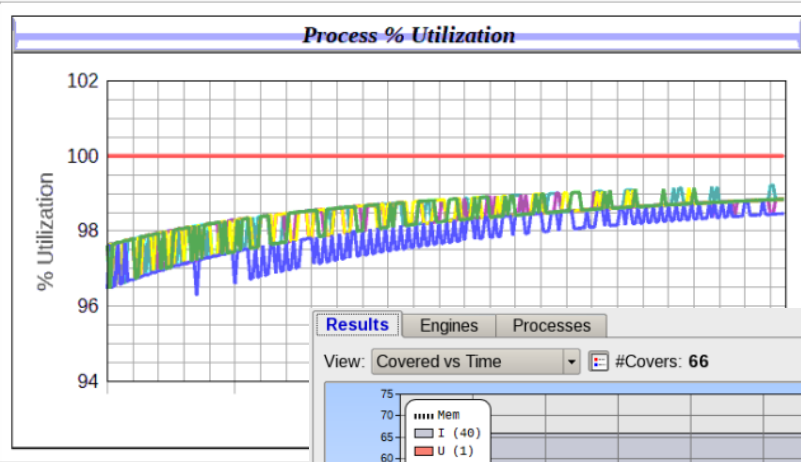 Process % Utilization
102
100
98
96
94
% Utilization
Results Engines Processes
View: Covered vs Time #Covers: 66
75
70
65
60
Mem
I (40)
U (1)